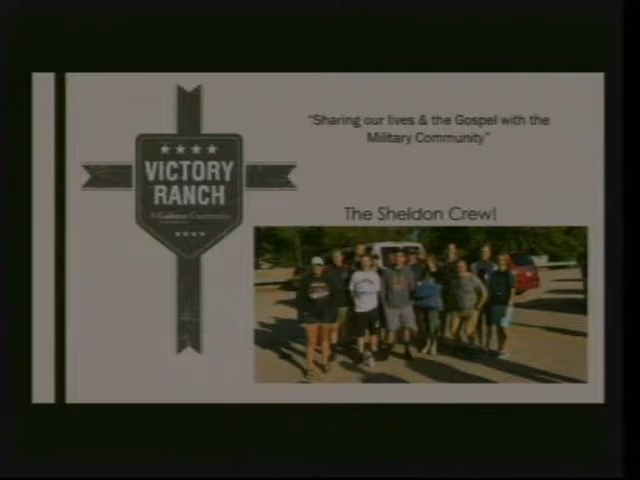 "Sharing our lives & the Gospel with the
Military Community"
VICTORY
RANCH
The Sheldon Crew!